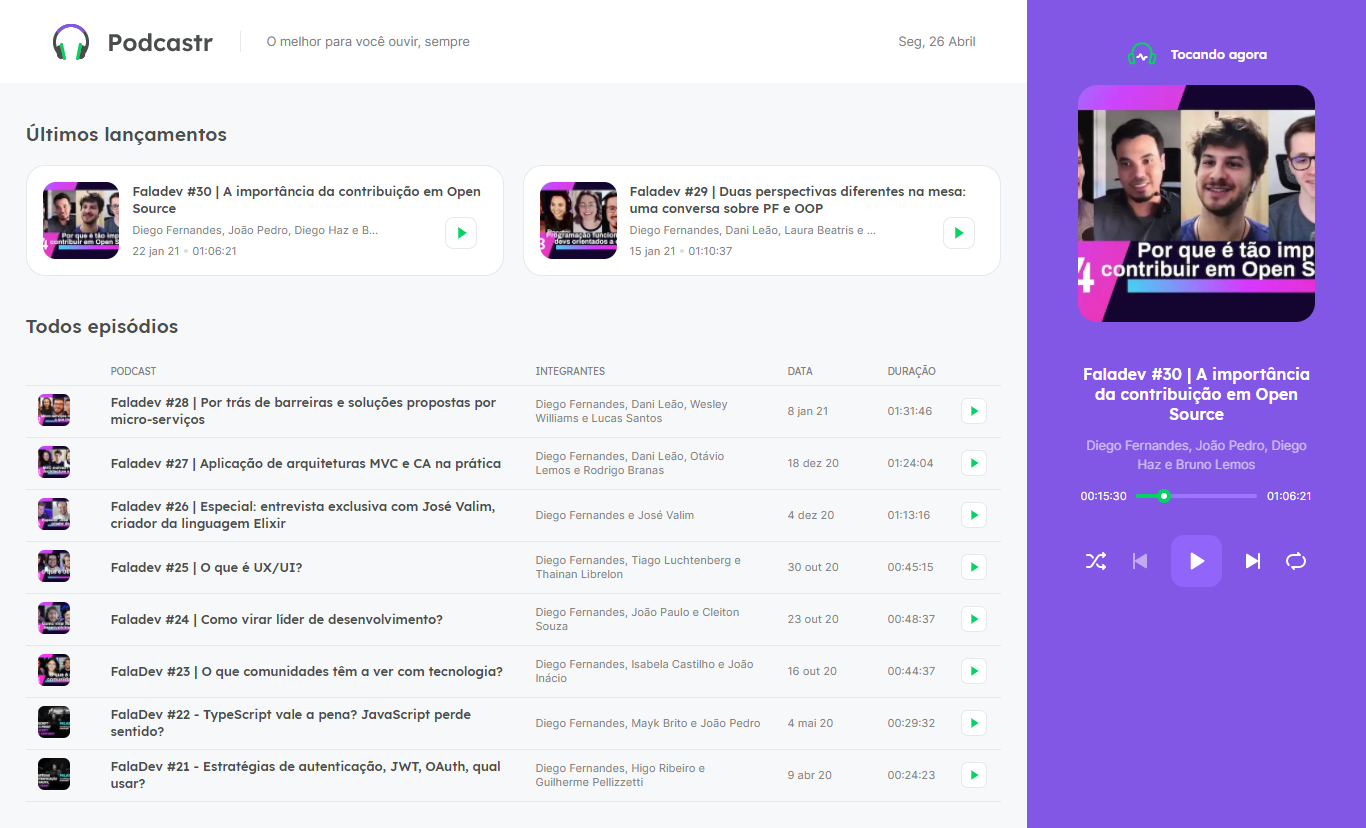 Podcastr
O melhor para você ouvir, sempre
Seg, 26 Abril
Últimos lançamentos
Faladev #30 | A importância da contribuição em Open
Source
Diego Fernandes, João Pedro, Diego Haz e B...
22 jan 21 • 01:06:21
Por que é tão imp
contribuir em Open S
Faladev #29 | Duas perspectivas diferentes na mesa:
uma conversa sobre PF e OOP
Diego Fernandes, Dani Leão, Laura Beatris e ...
15 jan 21 • 01:10:37
Programação funcion
devs orientados a
Todos episódios
PODCAST INTEGRANTES DATA DURAÇÃO
Faladev #28 | Por trás de barreiras e soluções propostas por
micro-serviços
Diego Fernandes, Dani Leão, Wesley
Williams e Lucas Santos
8 jan 21
01:31:46
Faladev #27 | Aplicação de arquiteturas MVC e CA na prática
Diego Fernandes, Dani Leão, Otávio
Lemos e Rodrigo Branas
18 dez 20
01:24:04
Faladev #26 | Especial: entrevista exclusiva com José Valim,
criador da linguagem Elixir
Diego Fernandes e José Valim
4 dez 20
01:13:16
Faladev #25 | O que é UX/UI?
Diego Fernandes, Tiago Luchtenberg e
Thainan Librelon
30 out 20
00:45:15
Faladev #24 | Como virar líder de desenvolvimento?
Diego Fernandes, João Paulo e Cleiton
Souza
23 out 20
00:48:37
FalaDev #23 | O que comunidades têm a ver com tecnologia?
Diego Fernandes, Isabela Castilho e João
Inácio
16 out 20
00:44:37
FalaDev #22 - TypeScript vale a pena? JavaScript perde
sentido?
Diego Fernandes, Mayk Brito e João Pedro
4 mai 20
00:29:32
FalaDev #21 - Estratégias de autenticação, JWT, OAuth, qual
usar?
Diego Fernandes, Higo Ribeiro e
Guilherme Pellizzetti
9 abr 20
00:24:23
Tocando agora
Por que é tão imp
4 contribuir em Open S
Faladev #30 | A importância
da contribuição em Open
Source
Diego Fernandes, João Pedro, Diego
Haz e Bruno Lemos
00:15:30 01:06:21